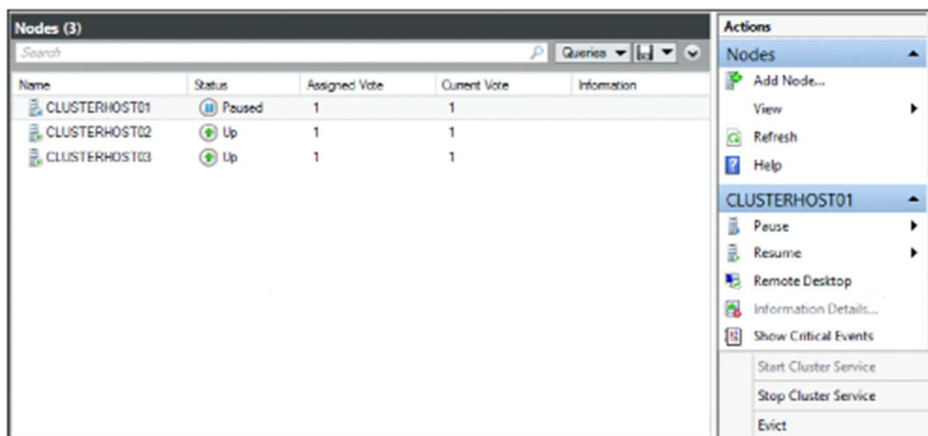 Nodes (3)
Search
Queries
Name Status Assigned Vote Current Vote Information
CLUSTERHOST01 Paused 1 1
CLUSTERHOST02 Up 1 1
CLUSTERHOST03 Up 1 1
Actions
Nodes
Add Node...
View
Refresh
Help
CLUSTERHOST01
Pause
Resume
Remote Desktop
Information Details...
Show Critical Events
Start Cluster Service
Stop Cluster Service
Evict